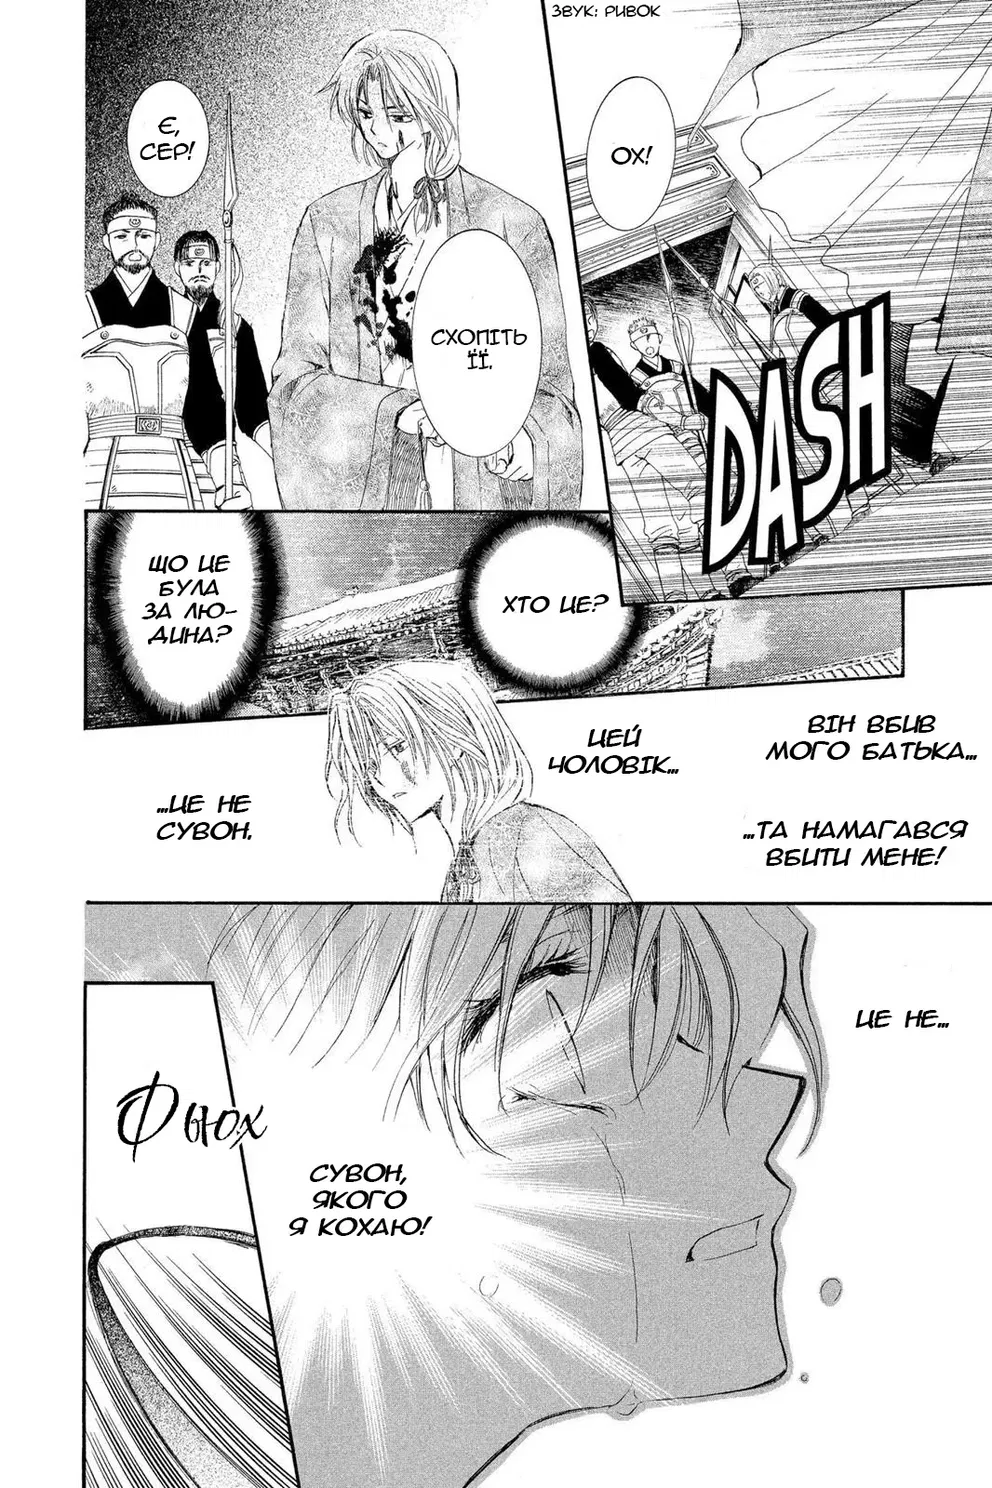 ЗВУК: РИВОК
ОХ!
DASH
Є,
СЕР!
СХОПІТЬ
ЇЇ.
ХТО ЦЕ?
ЩО ЦЕ
БУЛА
ЗА ЛЮ-
ДИНА?
ВІН ВБИВ
МОГО БАТЬКА...
...ТА НАМАГАВСЯ
ВБИТИ МЕНЕ!
ЦЕЙ
ЧОЛОВІК...
...ЦЕ НЕ
СУВОН.
ЦЕ НЕ...
СУВОН,
ЯКОГО
Я КОХАЮ!
Фьюх